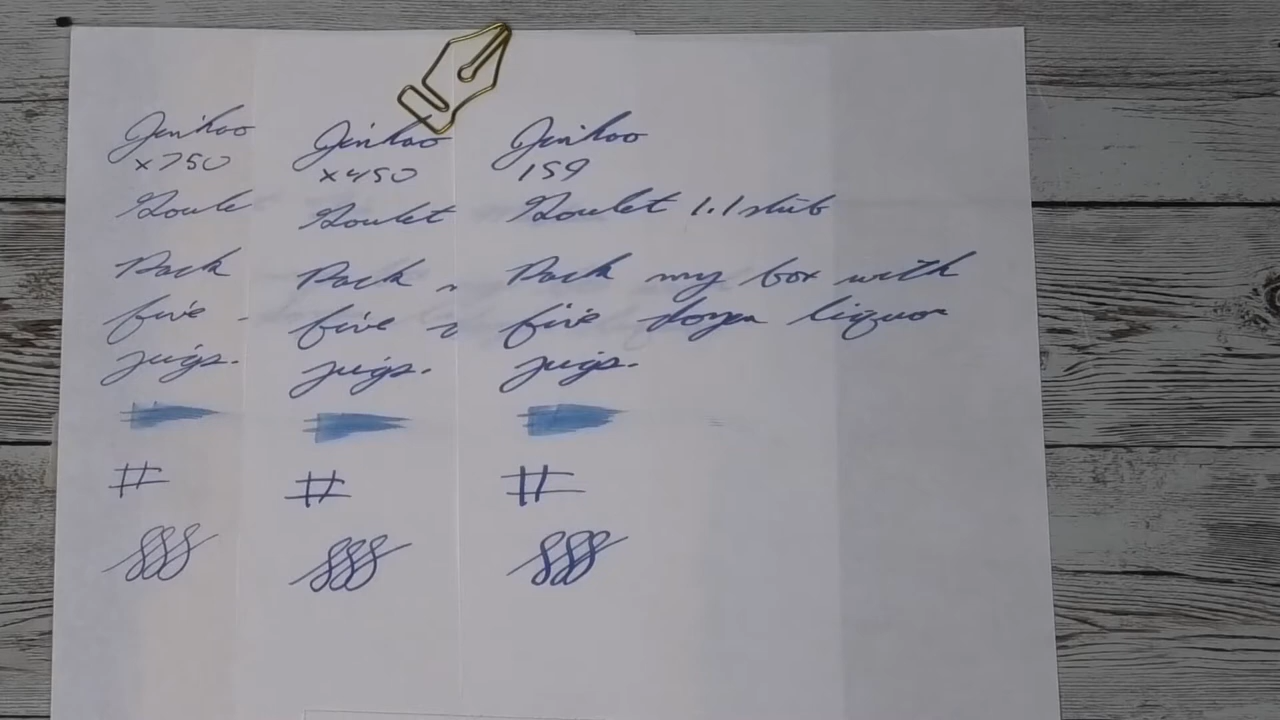 Jinhao
x750
Goule
Pack
five
jugs.
#
Jinhao
x450
Goulet
Pack
five
jugs.
#
Jinhao
159
Goulet 1.1 stub
Pack my box with
five dozen liquor
jugs.
#